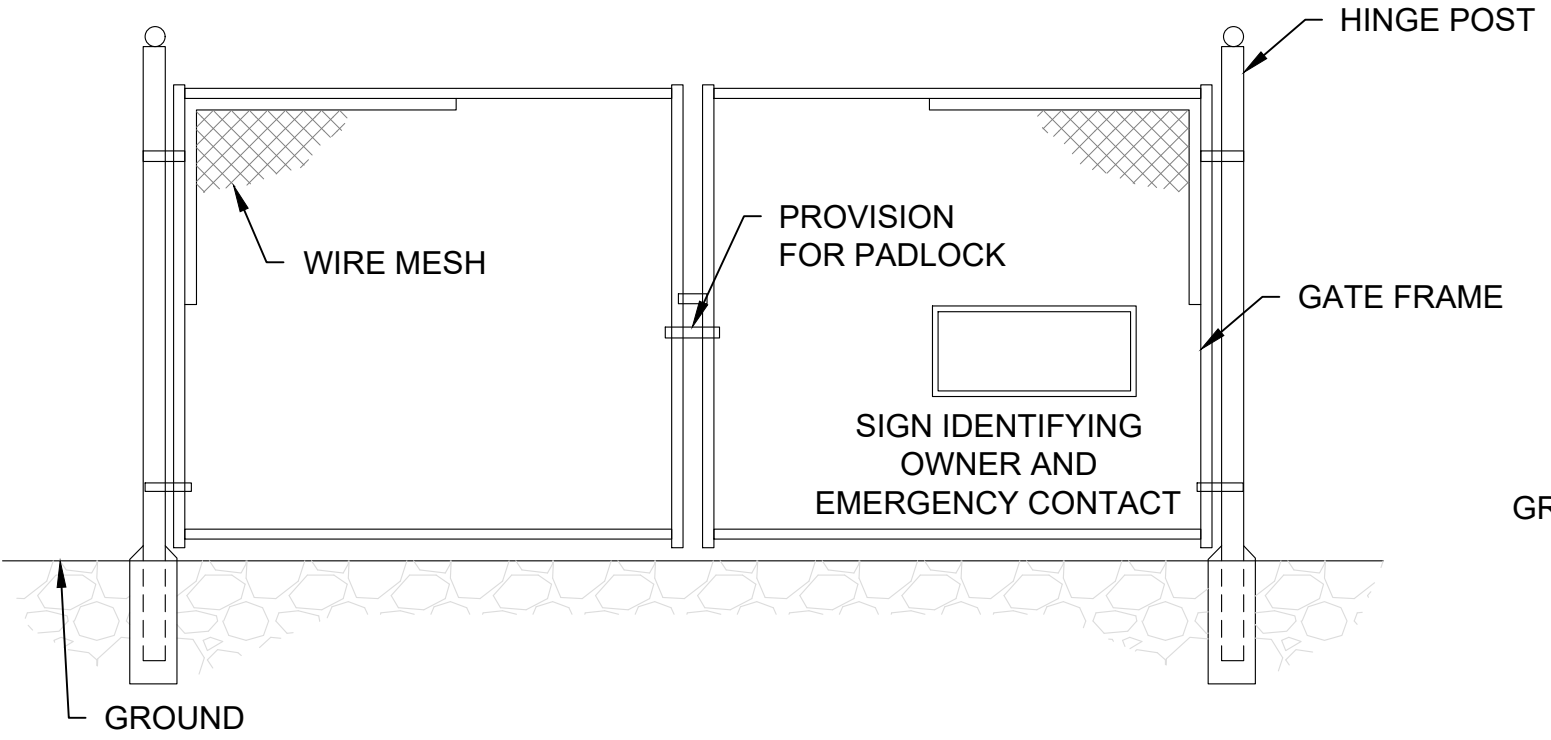 HINGE POST
PROVISION
FOR PADLOCK
WIRE MESH
GATE FRAME
SIGN IDENTIFYING
OWNER AND
EMERGENCY CONTACT
GROUND